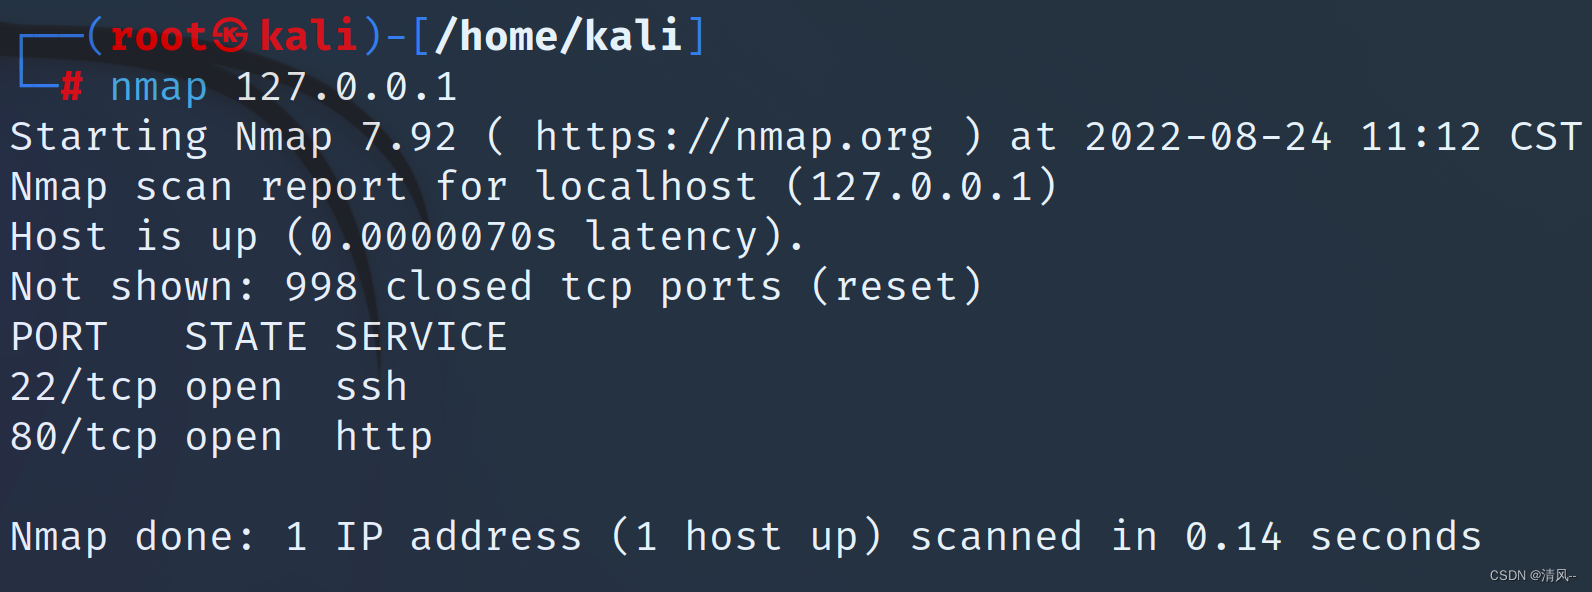 ┌──(root㉿kali)-[/home/kali]
└─# nmap 127.0.0.1
Starting Nmap 7.92 ( https://nmap.org ) at 2022-08-24 11:12 CST
Nmap scan report for localhost (127.0.0.1)
Host is up (0.0000070s latency).
Not shown: 998 closed tcp ports (reset)
PORT   STATE SERVICE
22/tcp open  ssh
80/tcp open  http
Nmap done: 1 IP address (1 host up) scanned in 0.14 seconds
CSDN @清风--